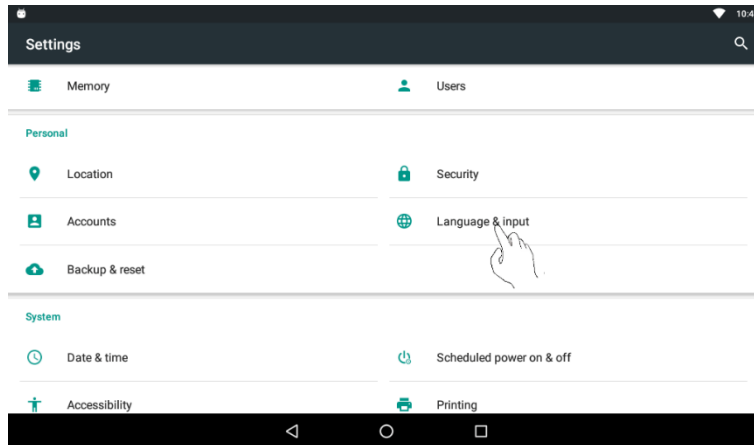 10:4
Settings
Memory
Users
Personal
Location
Security
Accounts
Language & input
Backup & reset
System
Date & time
Scheduled power on & off
Accessibility
Printing